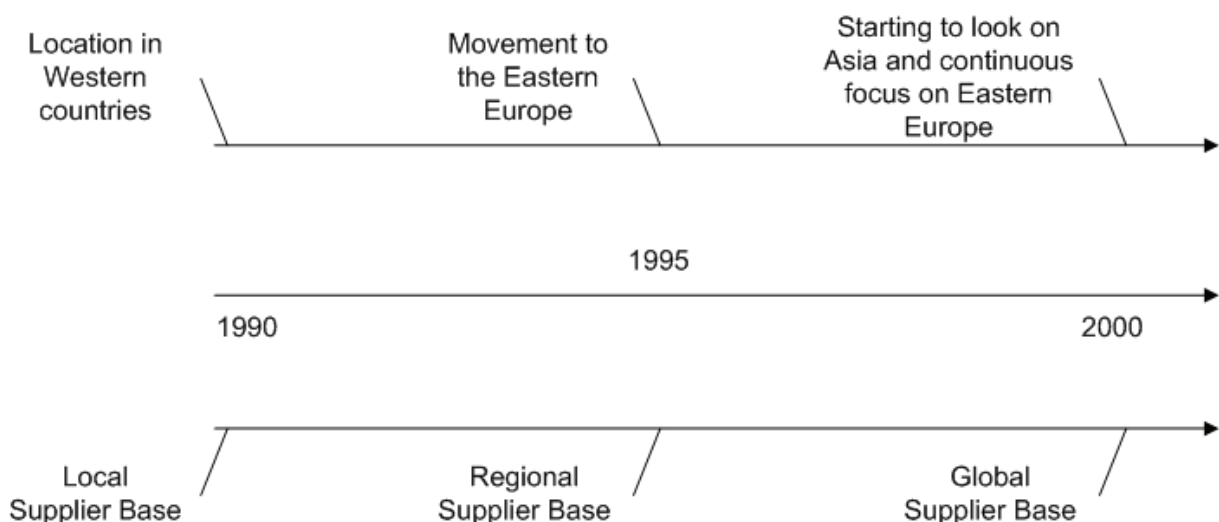 Location in
Western
countries
Movement to
the Eastern
Europe
Starting to look on
Asia and continuous
focus on Eastern
Europe
1995
1990
2000
Local
Supplier Base
Regional
Supplier Base
Global
Supplier Base